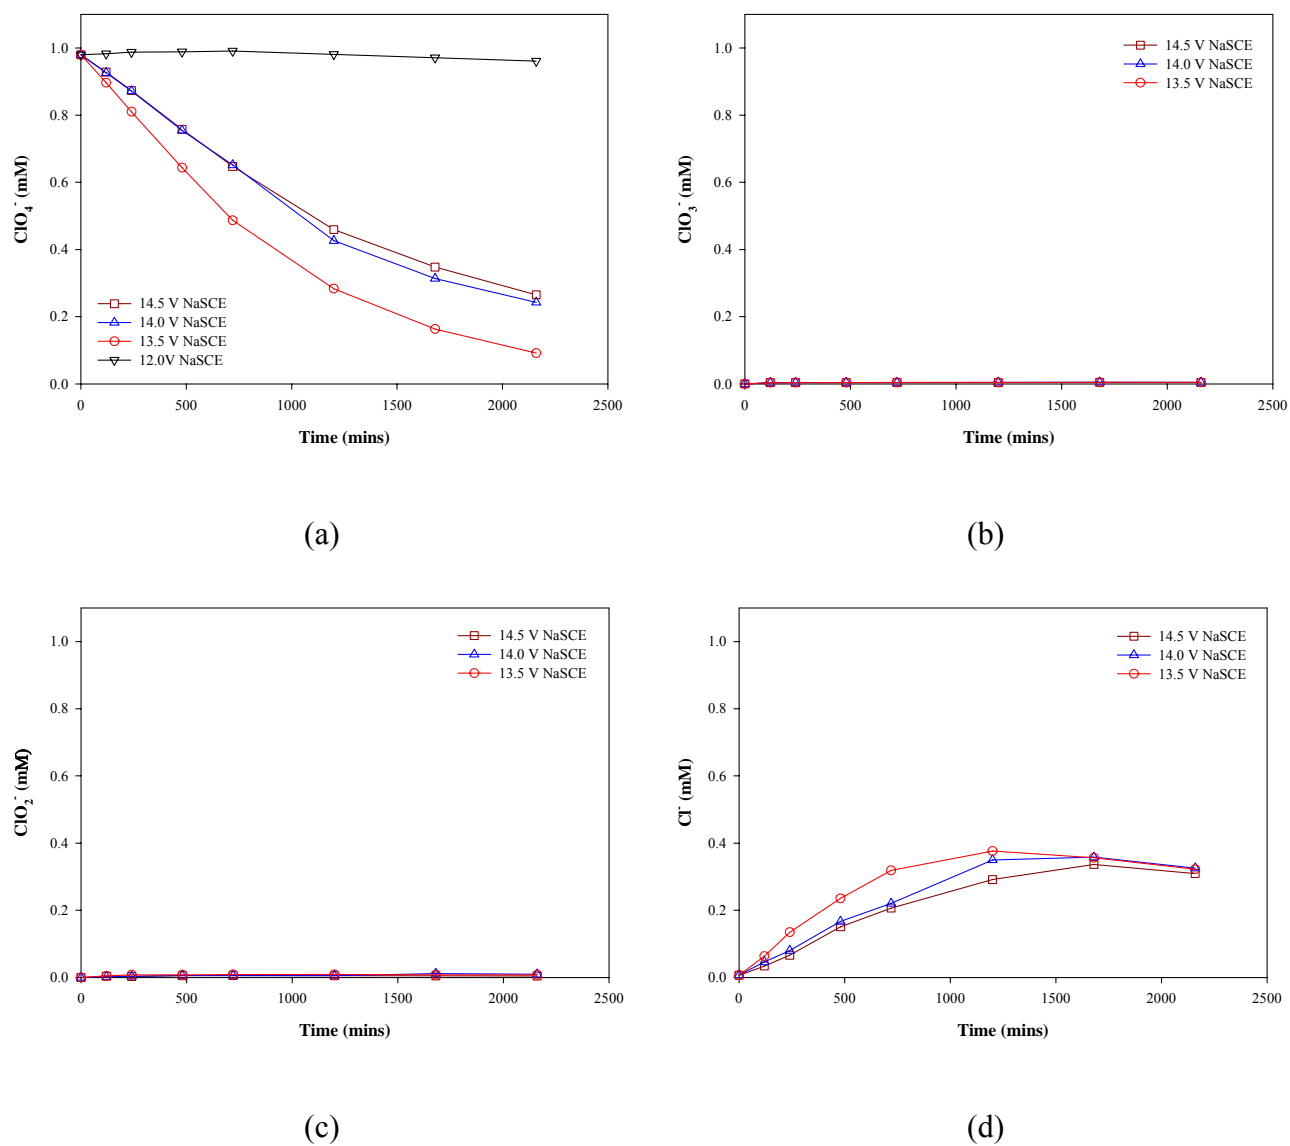 1.0
0.8
0.6
0.4
0.2
0.0
ClO₄⁻ (mM)
14.5 V NaSCE
14.0 V NaSCE
13.5 V NaSCE
12.0V NaSCE
0 500 1000 1500 2000 2500
Time (mins)
(a)
1.0
0.8
0.6
0.4
0.2
0.0
ClO₃⁻ (mM)
14.5 V NaSCE
14.0 V NaSCE
13.5 V NaSCE
0 500 1000 1500 2000 2500
Time (mins)
(b)
1.0
0.8
0.6
0.4
0.2
0.0
ClO₂⁻ (mM)
14.5 V NaSCE
14.0 V NaSCE
13.5 V NaSCE
0 500 1000 1500 2000 2500
Time (mins)
(c)
1.0
0.8
0.6
0.4
0.2
0.0
Cl⁻ (mM)
14.5 V NaSCE
14.0 V NaSCE
13.5 V NaSCE
0 500 1000 1500 2000 2500
Time (mins)
(d)